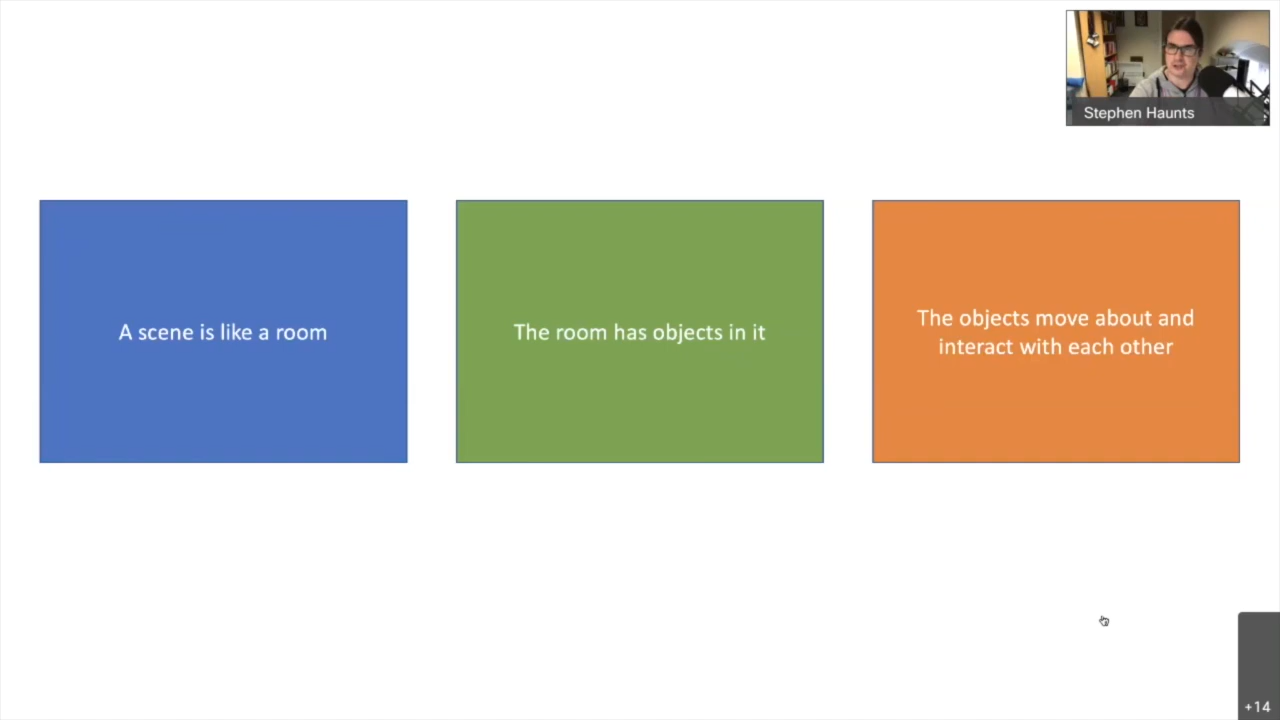 Stephen Haunts
A scene is like a room
The room has objects in it
The objects move about and
interact with each other
+14